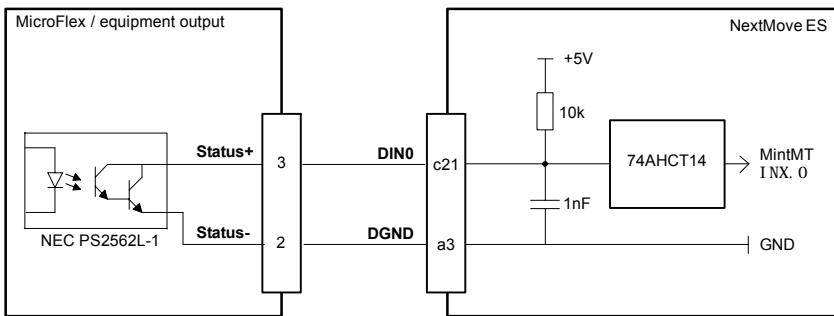 MicroFlex / equipment output
NextMove ES
+5V
10k
Status+
3
DIN0
c21
74AHCT14
MintMT
INX.0
1nF
Status-
2
DGND
a3
GND
NEC PS2562L-1